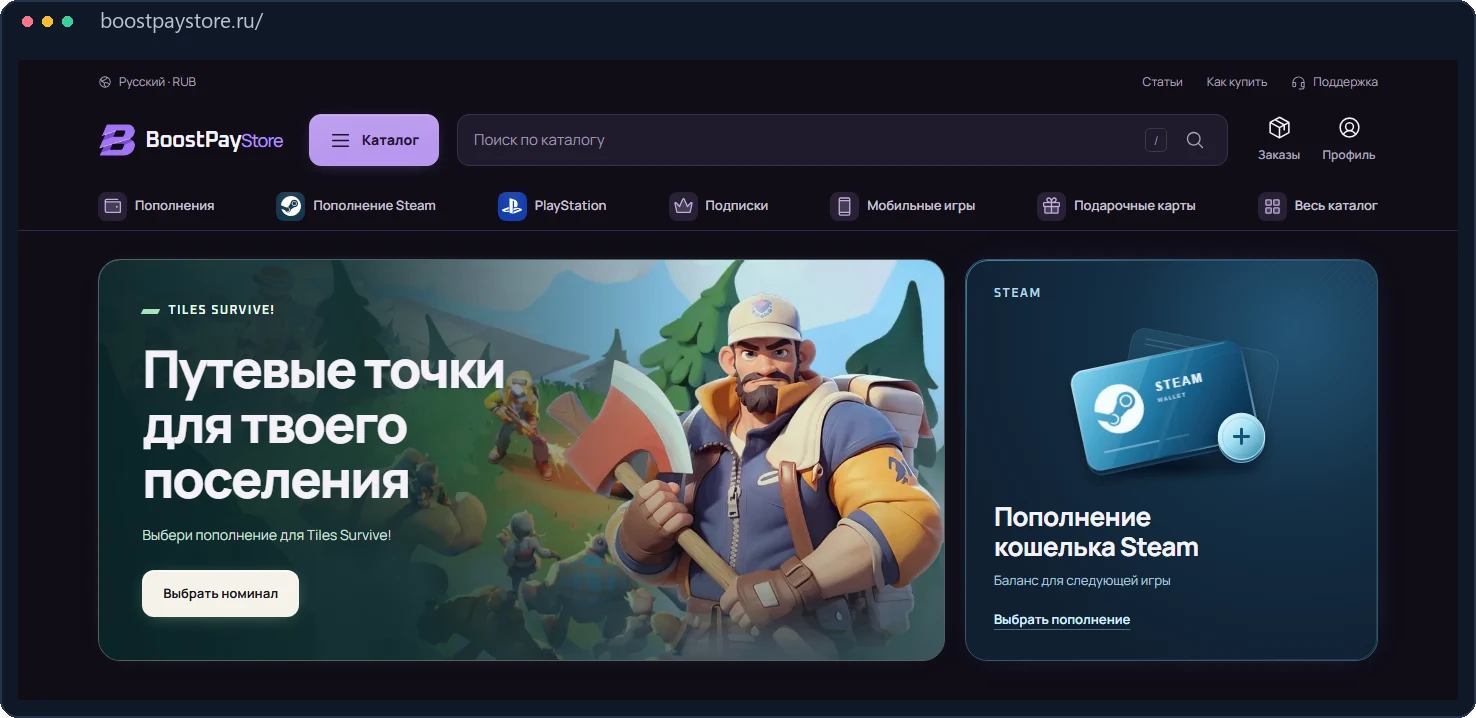 boostpaystore.ru/
Русский · RUB
Статьи
Как купить
Поддержка
BoostPayStore
Каталог
Поиск по каталогу
/
Заказы
Профиль
Пополнения
Пополнение Steam
PlayStation
Подписки
Мобильные игры
Подарочные карты
Весь каталог
TILES SURVIVE!
Путевые точки
для твоего
поселения
Выбери пополнение для Tiles Survive!
Выбрать номинал
STEAM
STEAM
WALLET
Пополнение
кошелька Steam
Баланс для следующей игры
Выбрать пополнение